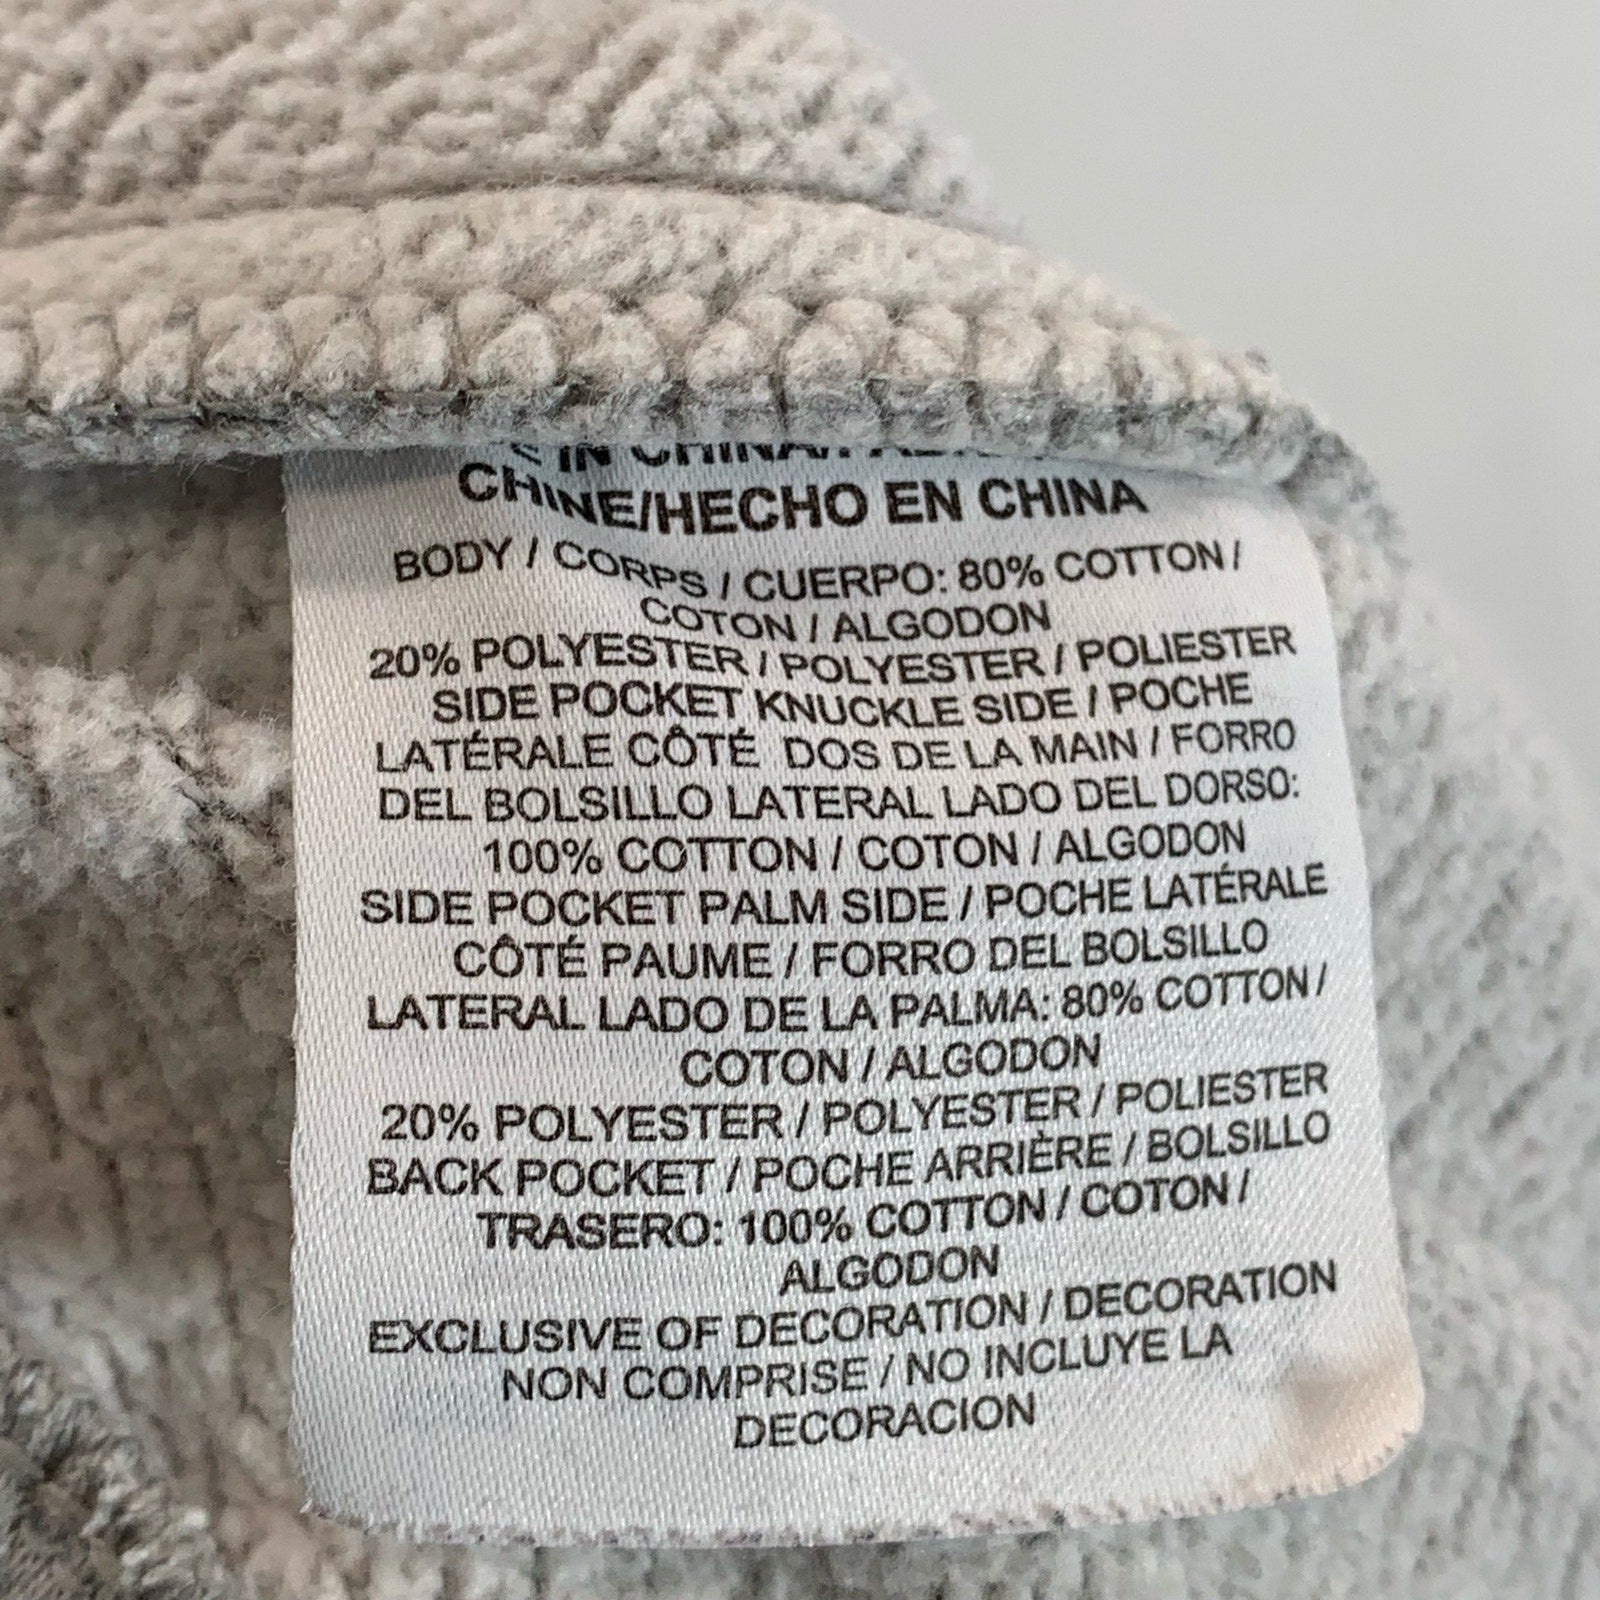 IN CHINA/
CHINE/HECHO EN CHINA
BODY / CORPS / CUERPO: 80% COTTON /
COTON / ALGODON
20% POLYESTER / POLYESTER / POLIESTER
SIDE POCKET KNUCKLE SIDE / POCHE
LATÉRALE CÔTÉ DOS DE LA MAIN / FORRO
DEL BOLSILLO LATERAL LADO DEL DORSO:
100% COTTON / COTON / ALGODON
SIDE POCKET PALM SIDE / POCHE LATÉRALE
CÔTÉ PAUME / FORRO DEL BOLSILLO
LATERAL LADO DE LA PALMA: 80% COTTON /
COTON / ALGODON
20% POLYESTER / POLYESTER / POLIESTER
BACK POCKET / POCHE ARRIÈRE / BOLSILLO
TRASERO: 100% COTTON / COTON /
ALGODON
EXCLUSIVE OF DECORATION / DECORATION
NON COMPRISE / NO INCLUYE LA
DECORACION